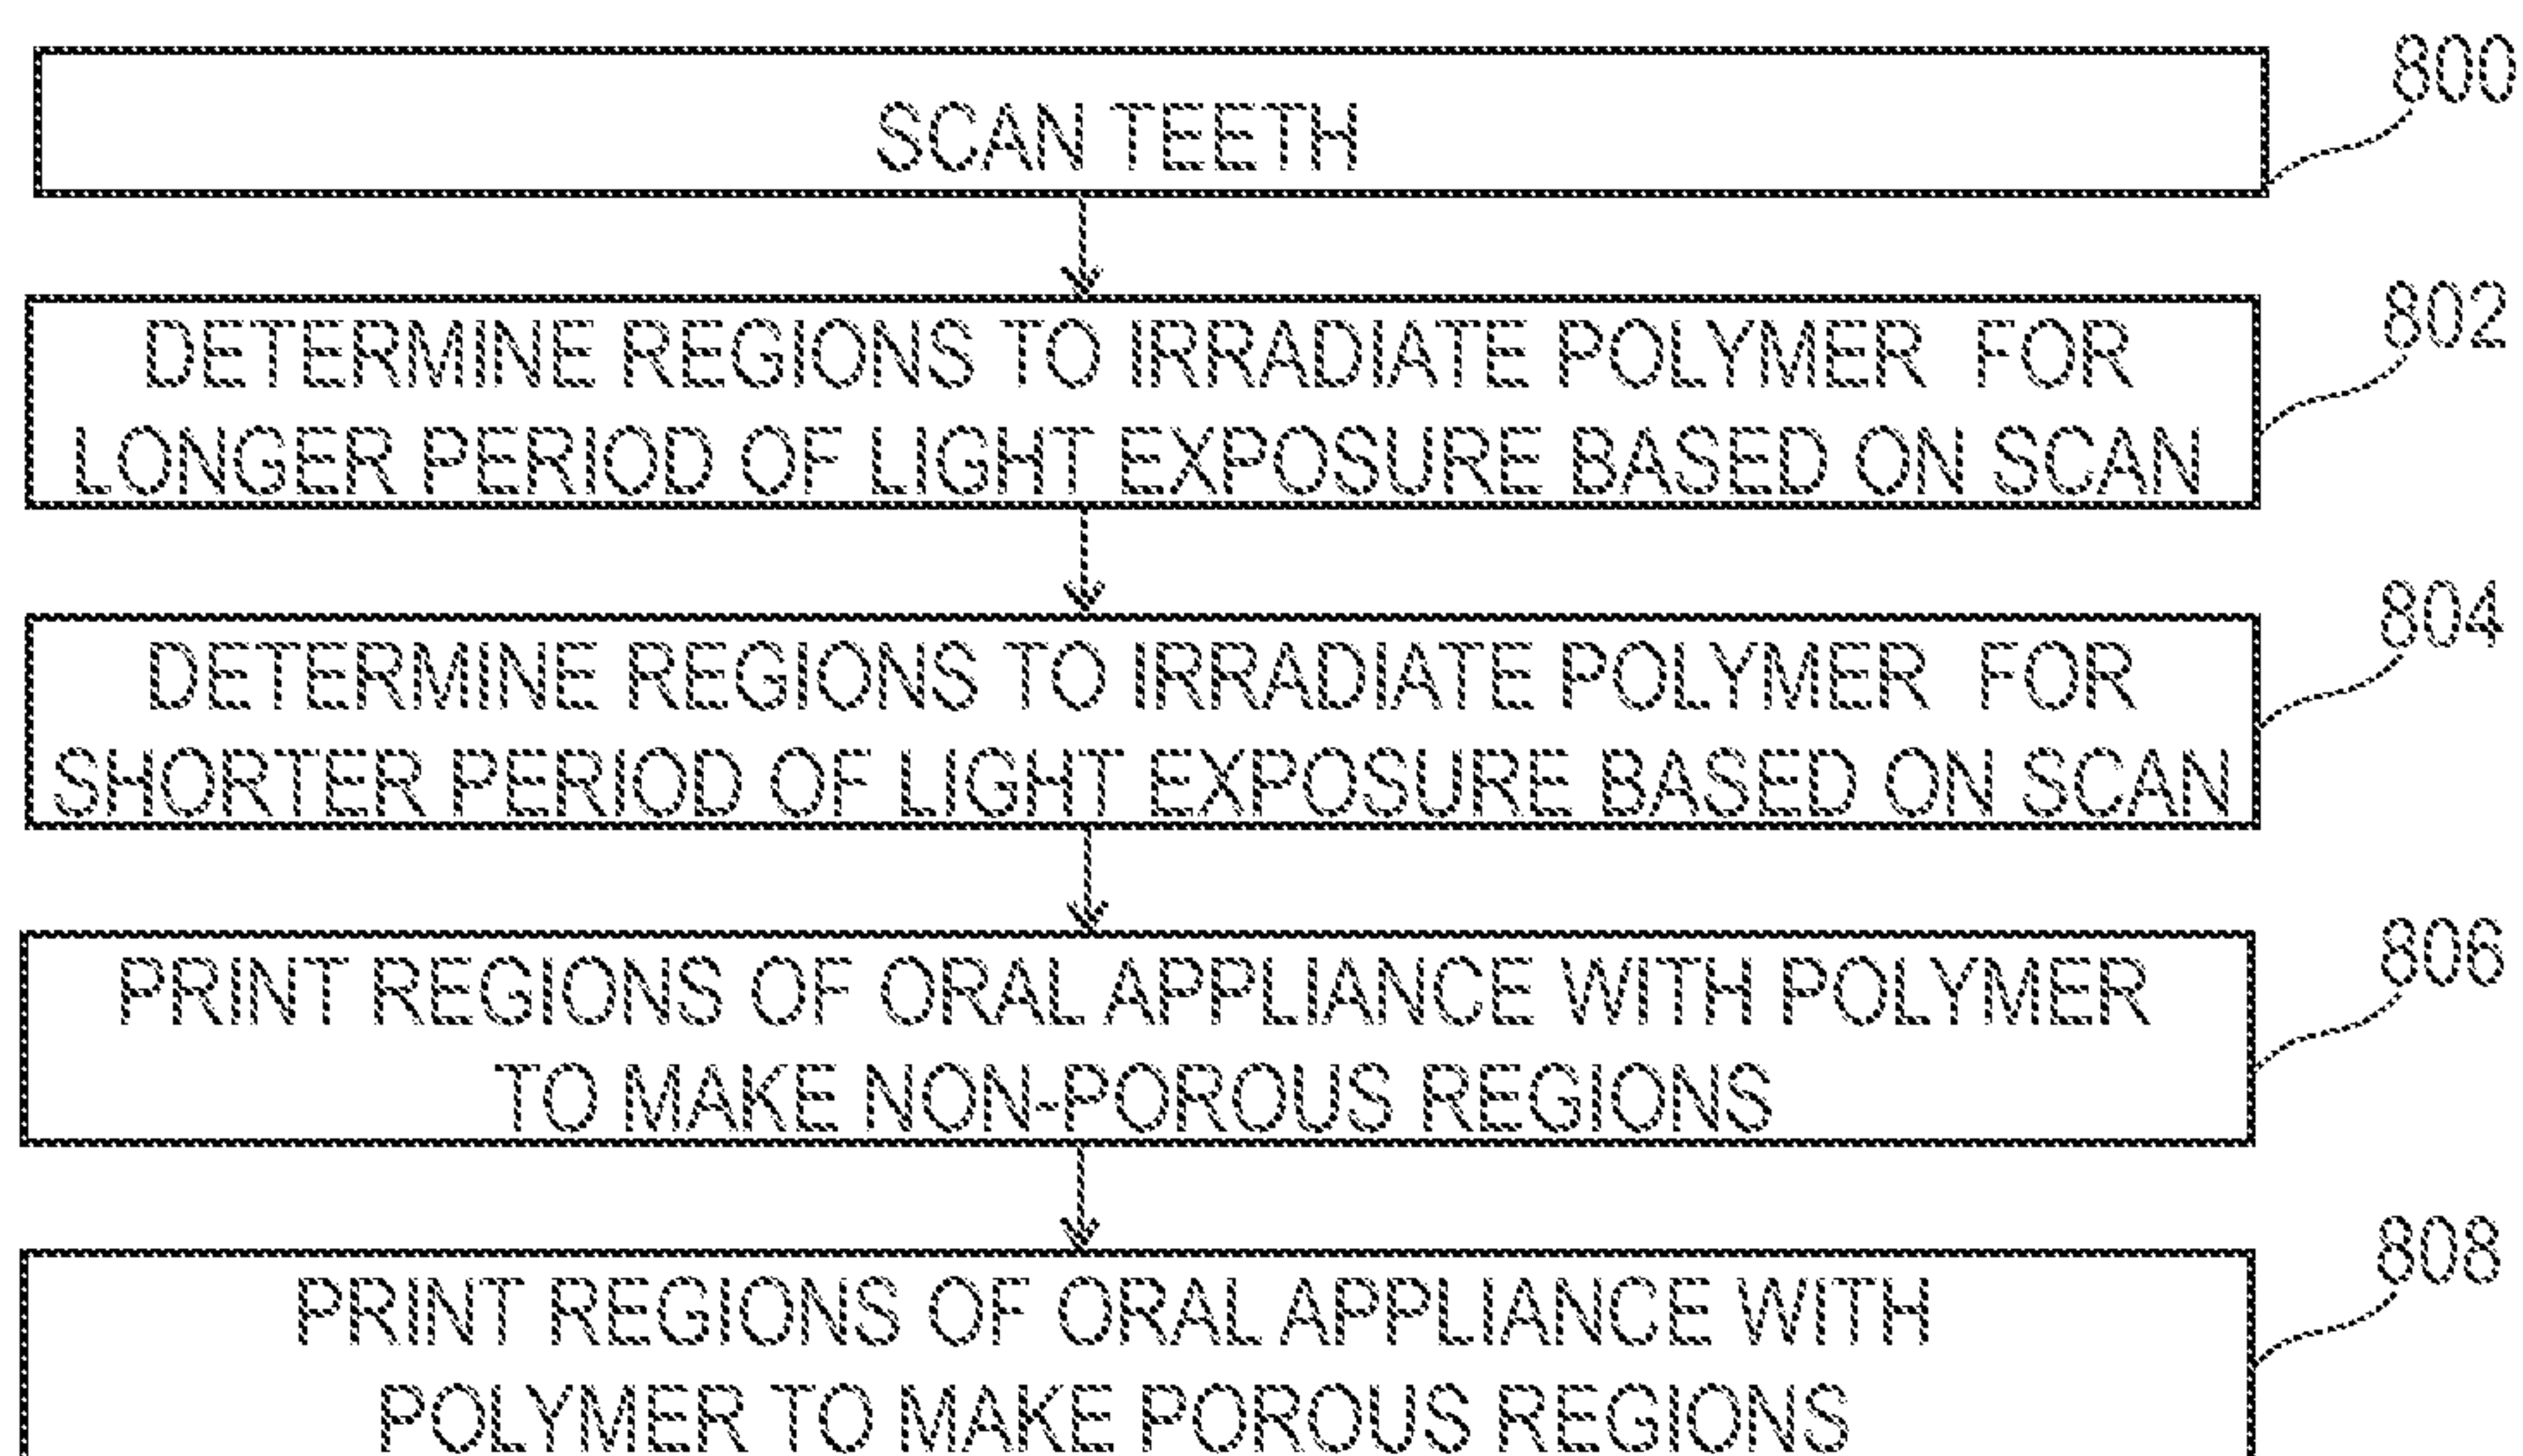 800
SCAN TEETH
802
DETERMINE REGIONS TO IRRADIATE POLYMER FOR
LONGER PERIOD OF LIGHT EXPOSURE BASED ON SCAN
804
DETERMINE REGIONS TO IRRADIATE POLYMER FOR
SHORTER PERIOD OF LIGHT EXPOSURE BASED ON SCAN
806
PRINT REGIONS OF ORAL APPLIANCE WITH POLYMER
TO MAKE NON-POROUS REGIONS
808
PRINT REGIONS OF ORAL APPLIANCE WITH
POLYMER TO MAKE POROUS REGIONS